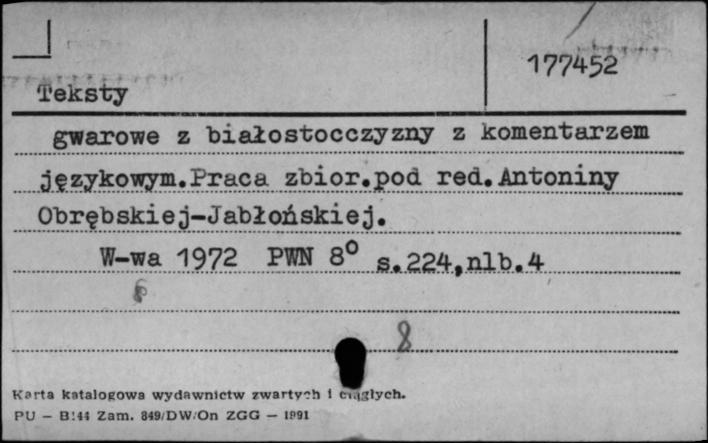 177452
Teksty
gwarowe z białostocczyzny z komentarzem
językowym.Praca zbior.pod red.Antoniny
Obrębskiej-Jabłońskiej.
W-wa 1972 PWN 8⁰ s.224,nlb.4
8
Karta katalogowa wydawnictw zwartych i ciągłych.
PU — B!44 Zam. 849/DW/On ZGG — 1991